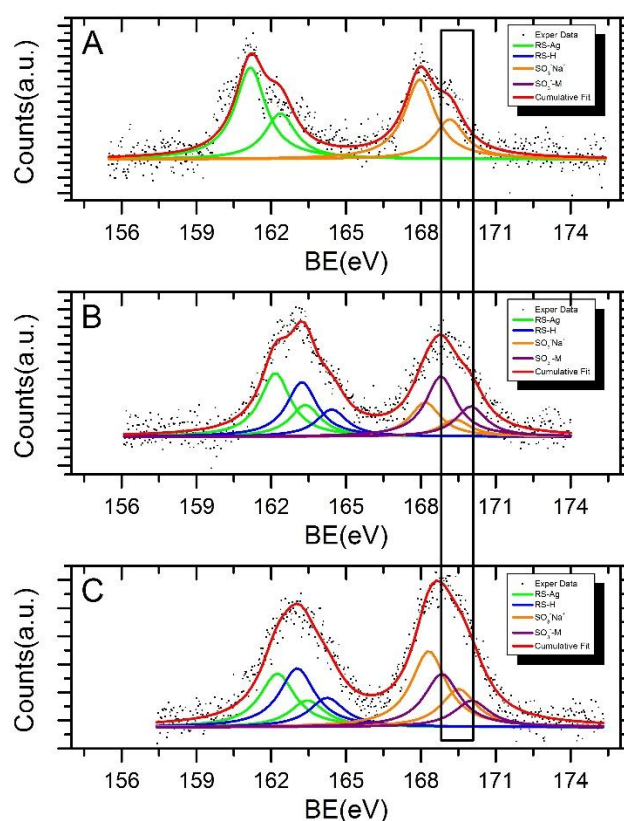 A
Counts(a.u.)
Exper Data
RS-Ag
RS-H
SO₃⁻Na⁺
SO₃⁻-M
Cumulative Fit
156 159 162 165 168 171 174
BE(eV)
B
Counts(a.u.)
Exper Data
RS-Ag
RS-H
SO₃⁻Na⁺
SO₃⁻-M
Cumulative Fit
156 159 162 165 168 171 174
BE(eV)
C
Counts(a.u.)
Exper Data
RS-Ag
RS-H
SO₃⁻Na⁺
SO₃⁻-M
Cumulative Fit
156 159 162 165 168 171 174
BE(eV)